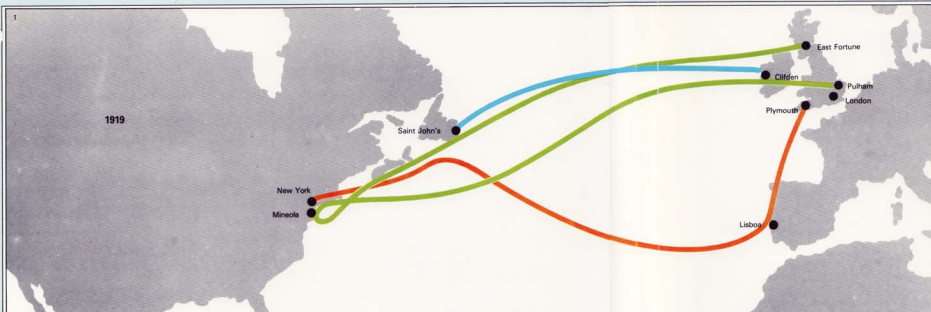 1
East Fortune
Clifden
Pulham
London
Plymouth
1919
Saint John's
New York
Mineola
Lisboa